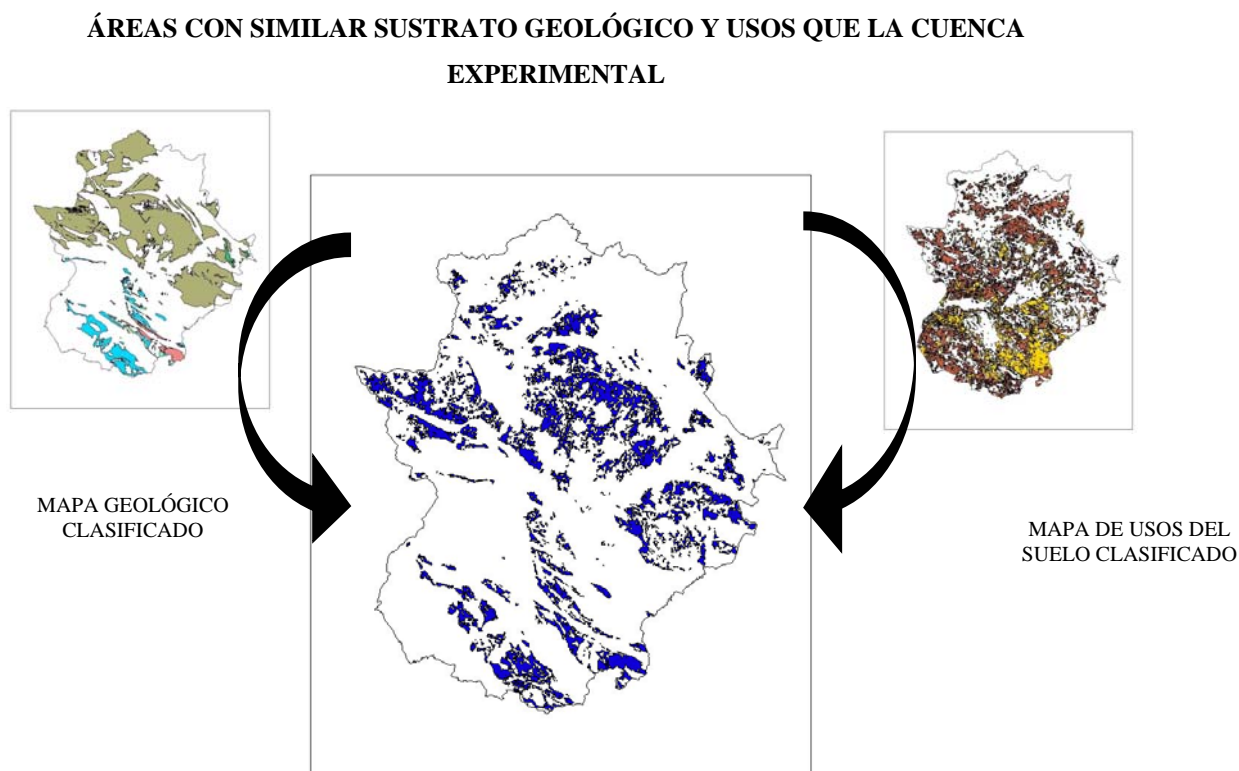 ÁREAS CON SIMILAR SUSTRATO GEOLÓGICO Y USOS QUE LA CUENCA
EXPERIMENTAL
MAPA GEOLÓGICO
CLASIFICADO
MAPA DE USOS DEL
SUELO CLASIFICADO